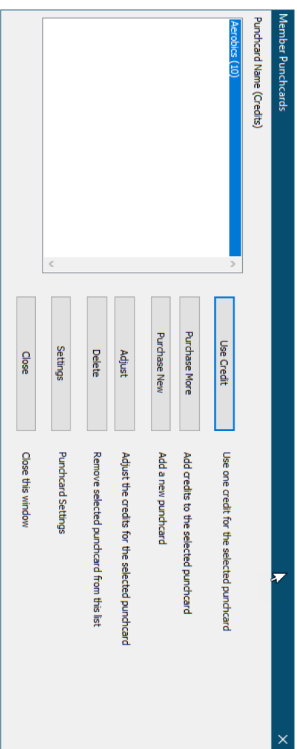 Member Punchcards
Punchcard Name (Credits)
Aerobics (10)
Use Credit
Use one credit for the selected punchcard
Purchase More
Add credits to the selected punchcard
Purchase New
Add a new punchcard
Adjust
Adjust the credits for the selected punchcard
Delete
Remove selected punchcard from this list
Settings
Punchcard Settings
Close
Close this window